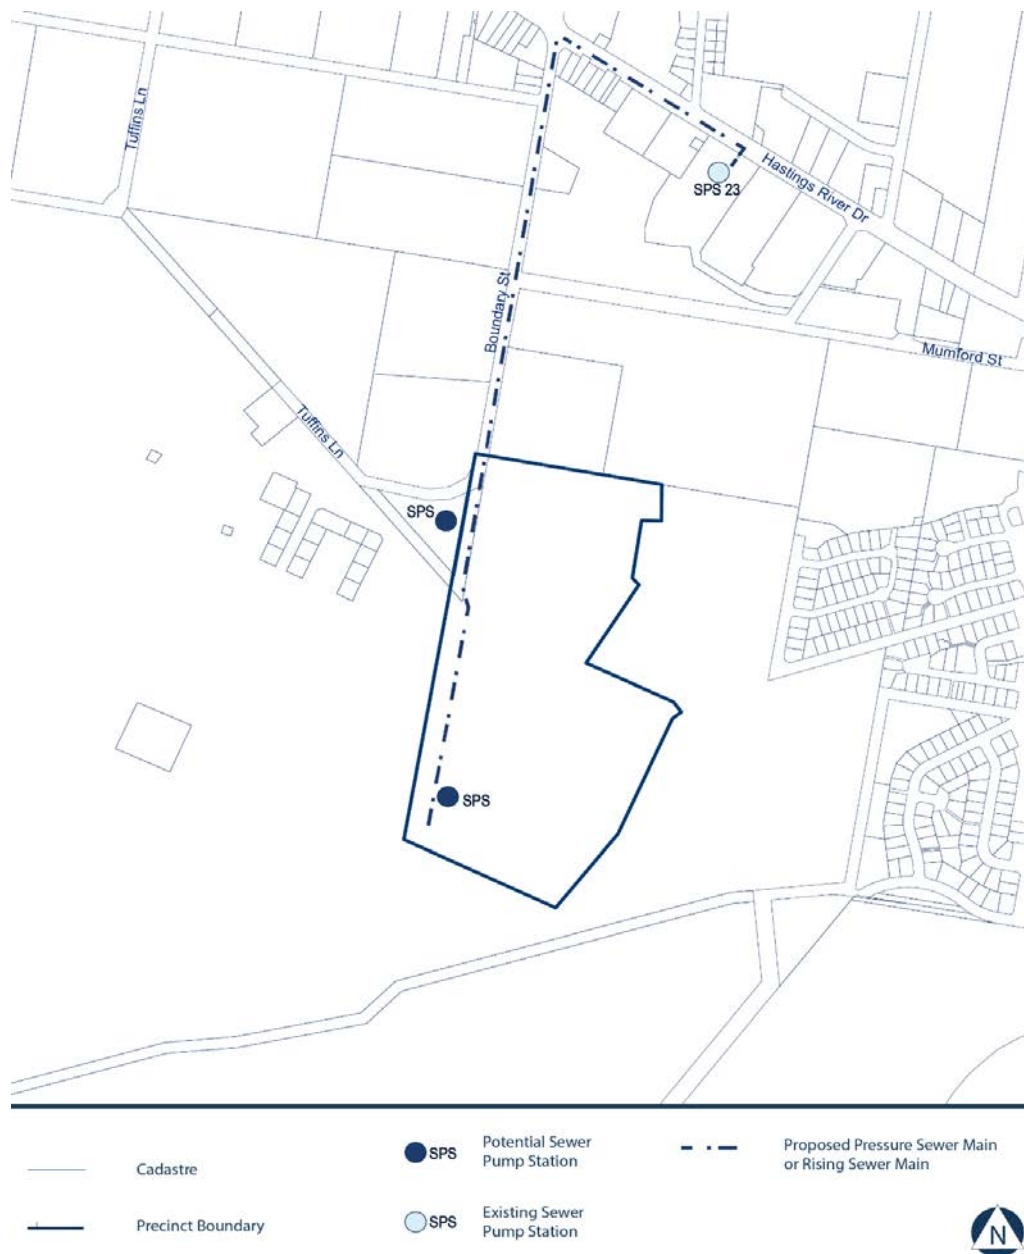 Tuffins Ln
SPS 23
Hastings River Dr
Boundary St
Mumford St
Tuffins Ln
SPS
SPS
Cadastre
SPS
Potential Sewer
Pump Station
Proposed Pressure Sewer Main
or Rising Sewer Main
Precinct Boundary
SPS
Existing Sewer
Pump Station
N